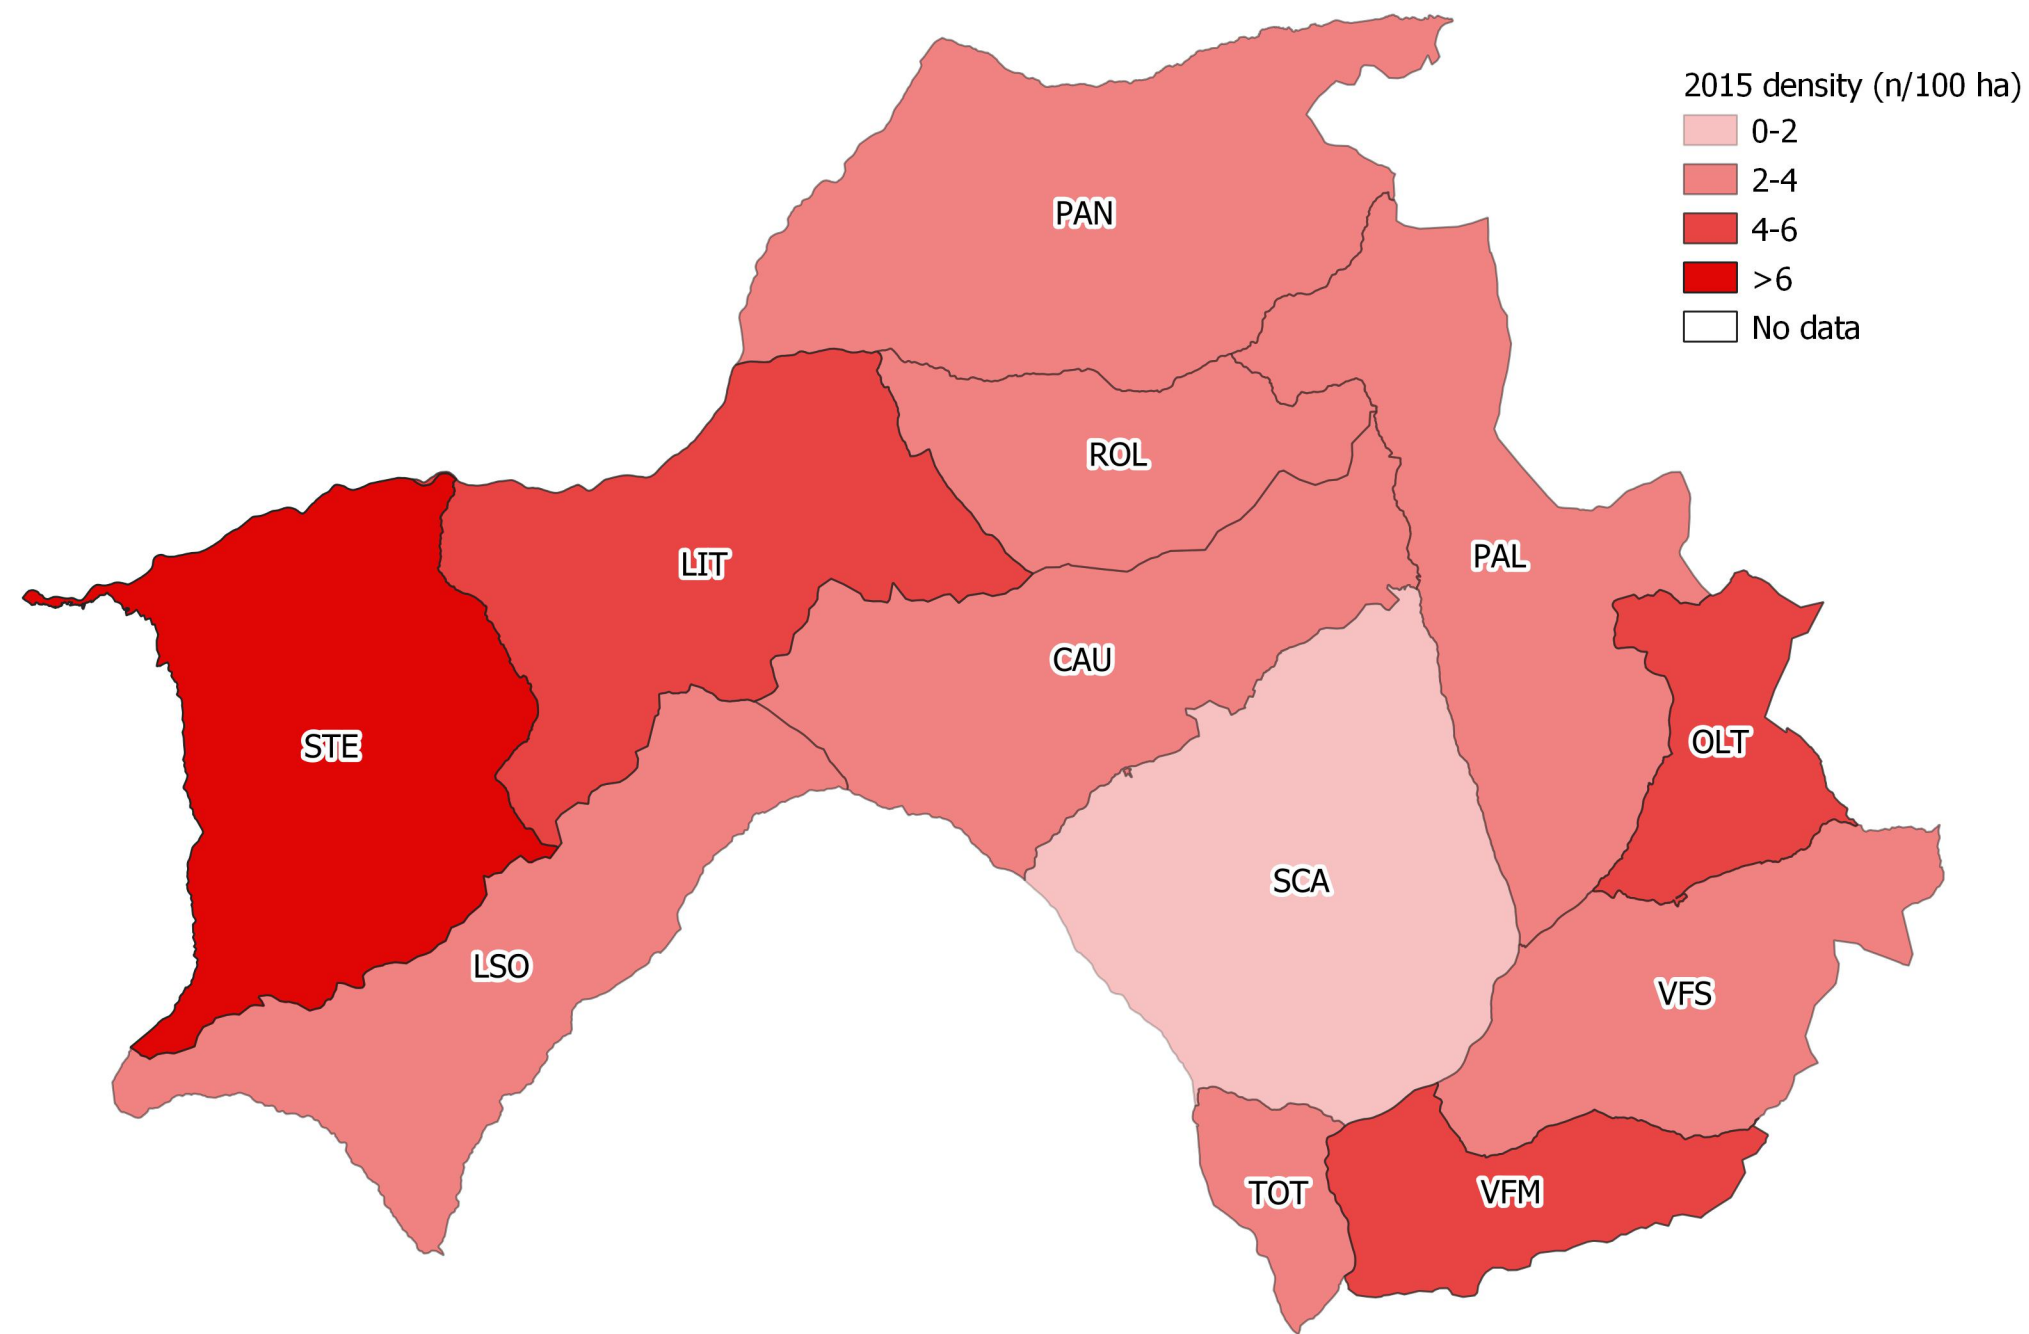 2015 density (n/100 ha)
0-2
2-4
4-6
>6
No data
PAN
ROL
LIT
PAL
CAU
STE
OLT
SCA
LSO
VFS
TOT
VFM